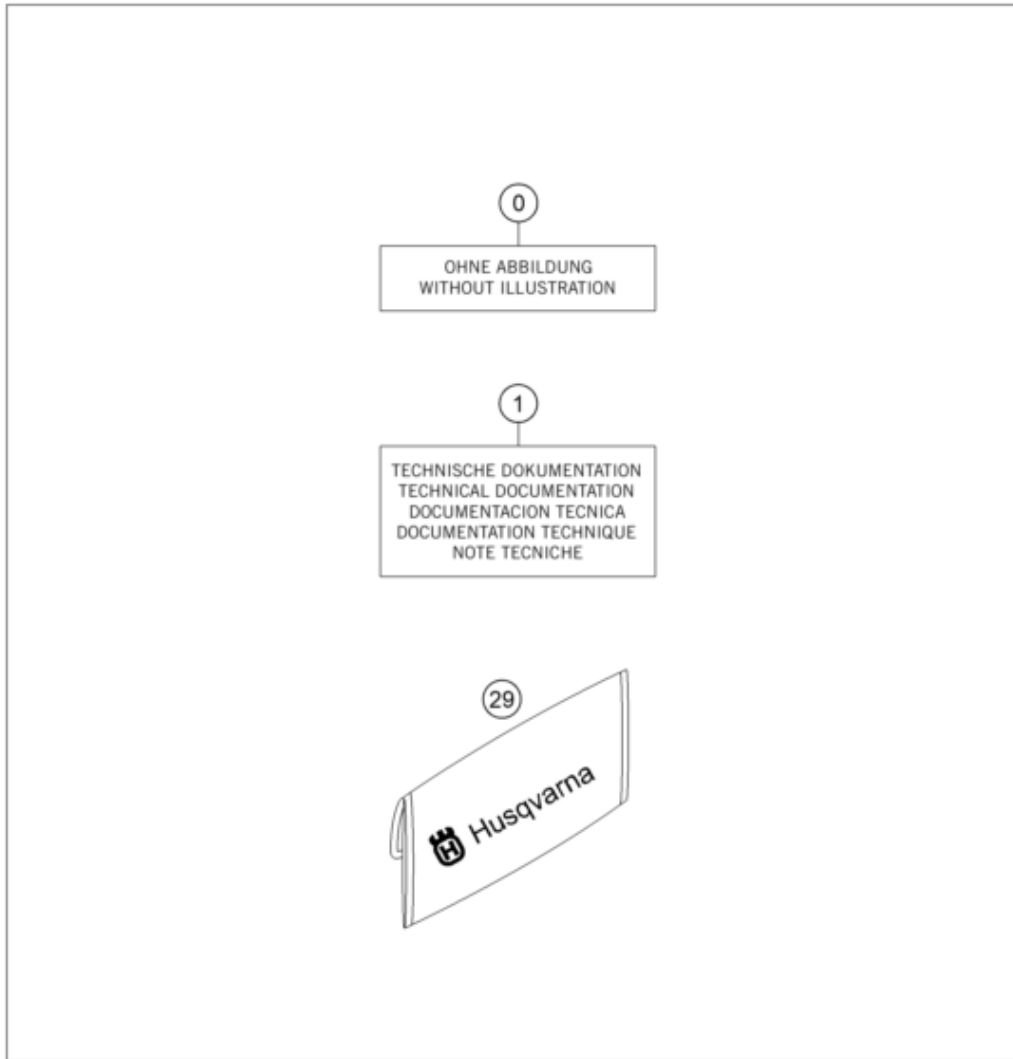 0
OHNE ABBILDUNG
WITHOUT ILLUSTRATION
1
TECHNISCHE DOKUMENTATION
TECHNICAL DOCUMENTATION
DOCUMENTACION TECNICA
DOCUMENTATION TECHNIQUE
NOTE TECNICHE
29
H Husqvarna